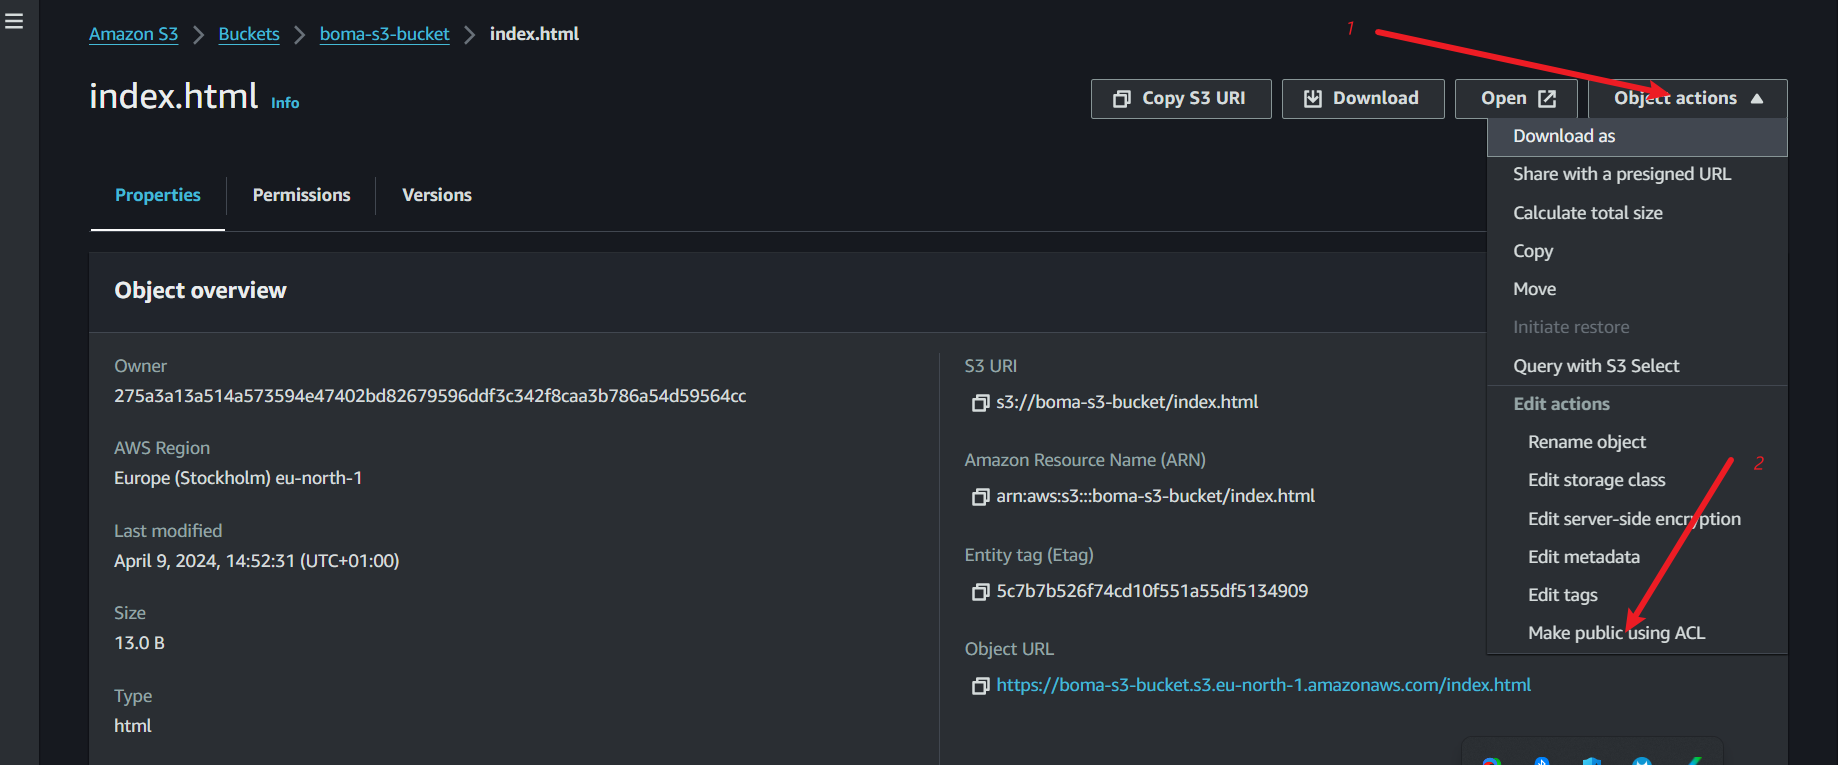 Amazon S3 > Buckets > boma-s3-bucket > index.html
1
index.html Info
Copy S3 URI Download Open Object actions
Download as
Share with a presigned URL
Calculate total size
Copy
Move
Initiate restore
Query with S3 Select
Edit actions
Rename object
Edit storage class
2
Edit server-side encryption
Edit metadata
Edit tags
Make public using ACL
Properties Permissions Versions
Object overview
Owner
275a3a13a514a573594e47402bd82679596ddf3c342f8caa3b786a54d59564cc
AWS Region
Europe (Stockholm) eu-north-1
Last modified
April 9, 2024, 14:52:31 (UTC+01:00)
Size
13.0 B
Type
html
S3 URI
s3://boma-s3-bucket/index.html
Amazon Resource Name (ARN)
arn:aws:s3:::boma-s3-bucket/index.html
Entity tag (Etag)
5c7b7b526f74cd10f551a55df5134909
Object URL
https://boma-s3-bucket.s3.eu-north-1.amazonaws.com/index.html